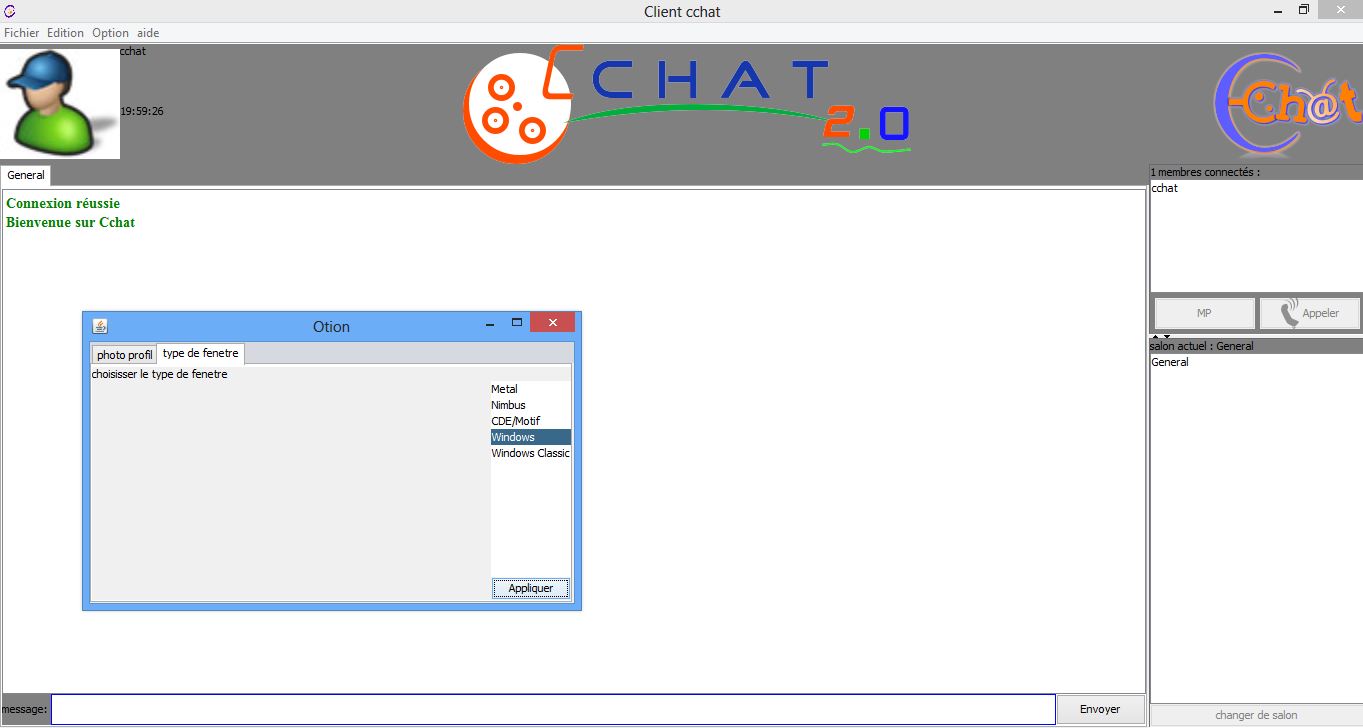 Client cchat
Fichier Edition Option aide
cchat
19:59:26
CHAT
2.0
Ch@t
General
1 membres connectés :
cchat
Connexion réussie
Bienvenue sur Cchat
MP
Appeler
salon actuel : General
General
Otion
photo profil
type de fenetre
choisisser le type de fenetre
Metal
Nimbus
CDE/Motif
Windows
Windows Classic
Appliquer
message:
Envoyer
changer de salon